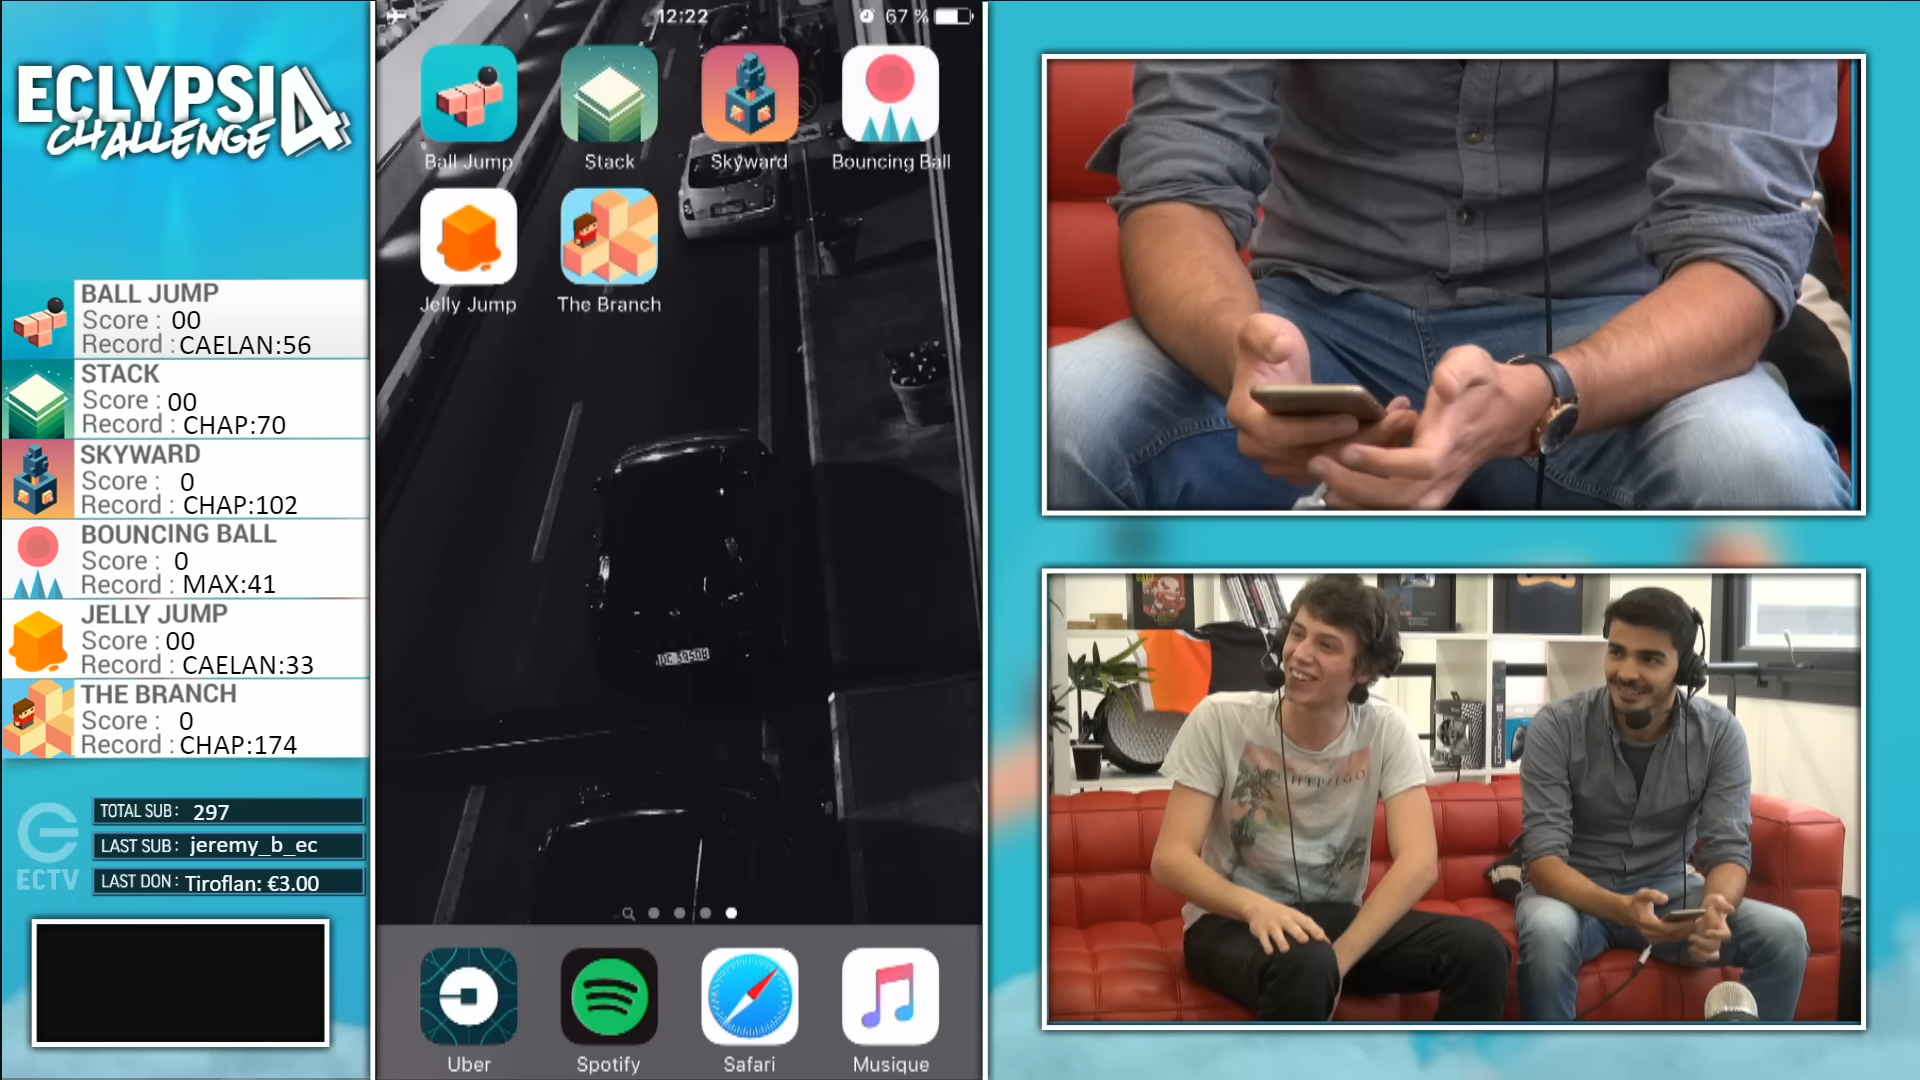 ECLYPSIA
CHALLENGE 4
BALL JUMP
Score : 00
Record : CAELAN:56
STACK
Score : 00
Record : CHAP:70
SKYWARD
Score : 0
Record : CHAP:102
BOUNCING BALL
Score : 0
Record : MAX:41
JELLY JUMP
Score : 00
Record : CAELAN:33
THE BRANCH
Score : 0
Record : CHAP:174
TOTAL SUB : 297
LAST SUB : jeremy_b_ec
LAST DON : Tiroflan: €3.00
ECTV
12:22
67 %
Ball Jump
Stack
Skyward
Bouncing Ball
Jelly Jump
The Branch
Uber
Spotify
Safari
Musique
ARCHIPELAGO